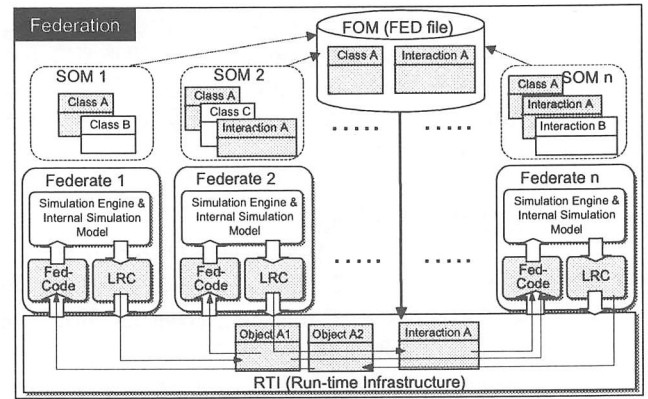 Federation
FOM (FED file)
Class A
Interaction A
SOM 1
Class A
Class B
SOM 2
Class A
Class C
Interaction A
SOM n
Class A
Interaction A
Interaction B
.....
.....
Federate 1
Simulation Engine &
Internal Simulation
Model
Fed-
Code
LRC
Federate 2
Simulation Engine &
Internal Simulation
Model
Fed-
Code
LRC
.....
.....
Federate n
Simulation Engine &
Internal Simulation
Model
Fed-
Code
LRC
Object A1
Object A2
Interaction A
RTI (Run-time Infrastructure)